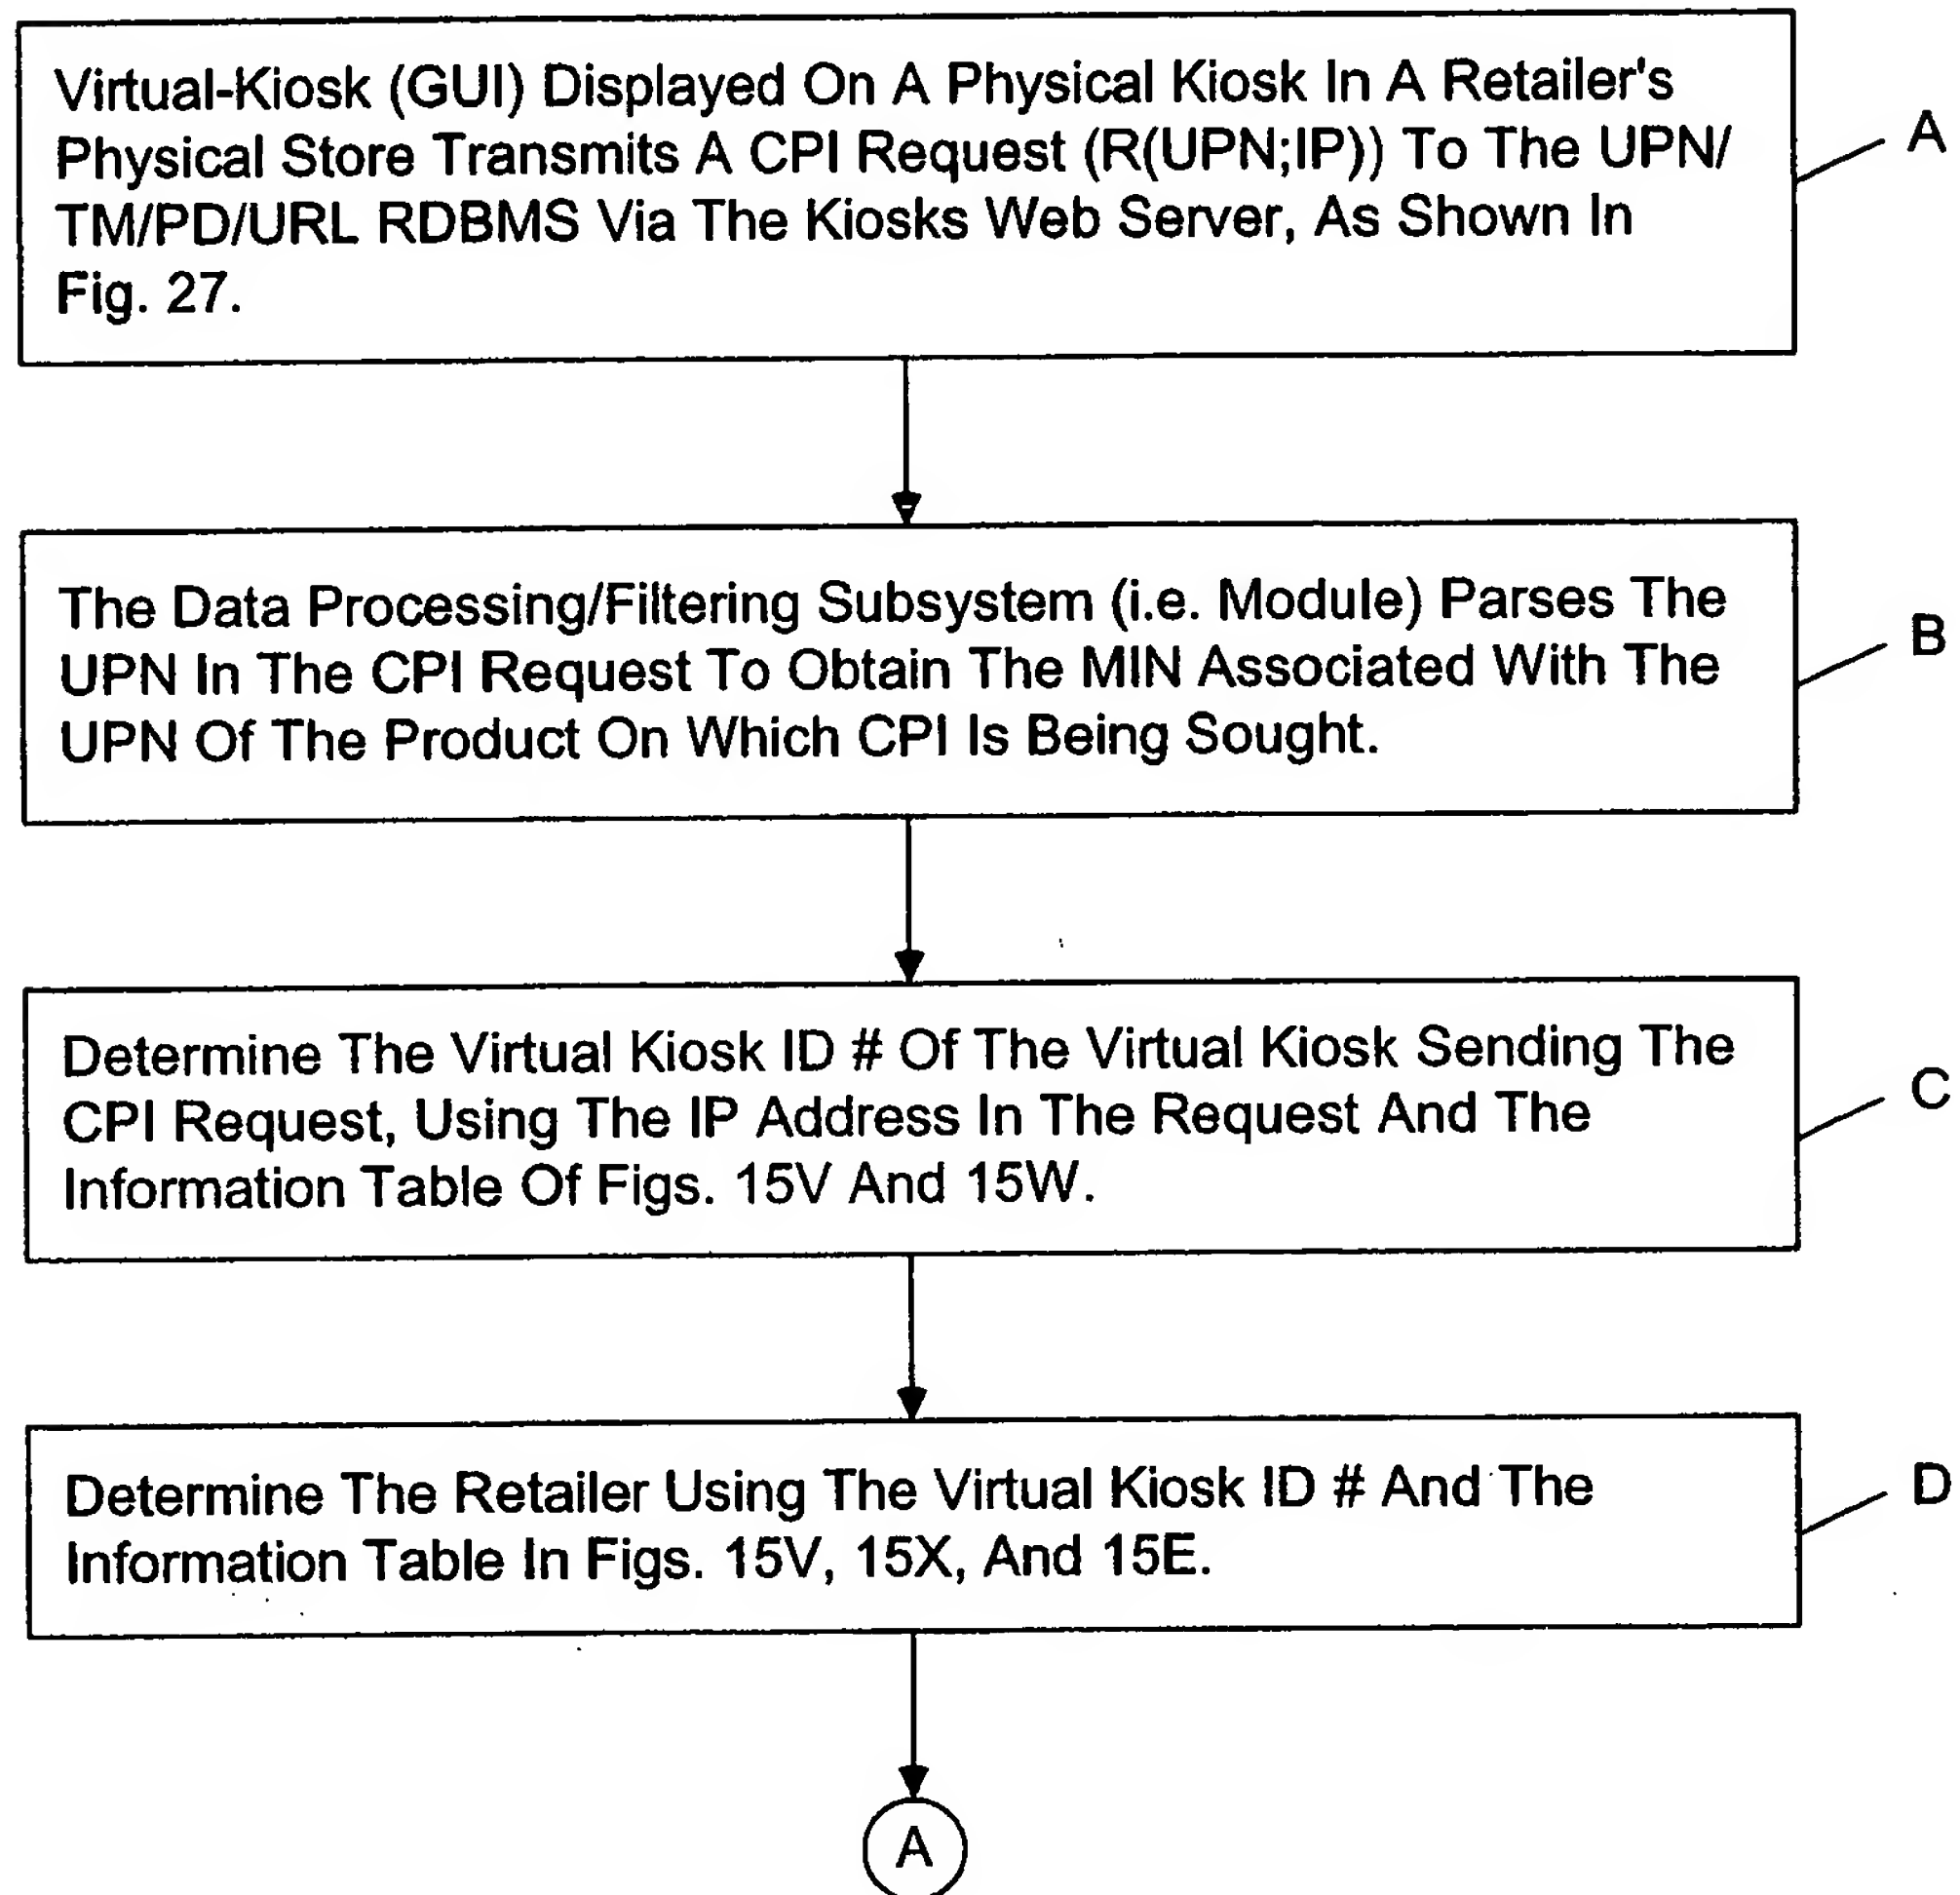 Virtual-Kiosk (GUI) Displayed On A Physical Kiosk In A Retailer's
Physical Store Transmits A CPI Request (R(UPN;IP)) To The UPN/
TM/PD/URL RDBMS Via The Kiosks Web Server, As Shown In
Fig. 27.
A
The Data Processing/Filtering Subsystem (i.e. Module) Parses The
UPN In The CPI Request To Obtain The MIN Associated With The
UPN Of The Product On Which CPI Is Being Sought.
B
Determine The Virtual Kiosk ID # Of The Virtual Kiosk Sending The
CPI Request, Using The IP Address In The Request And The
Information Table Of Figs. 15V And 15W.
C
Determine The Retailer Using The Virtual Kiosk ID # And The
Information Table In Figs. 15V, 15X, And 15E.
D
A